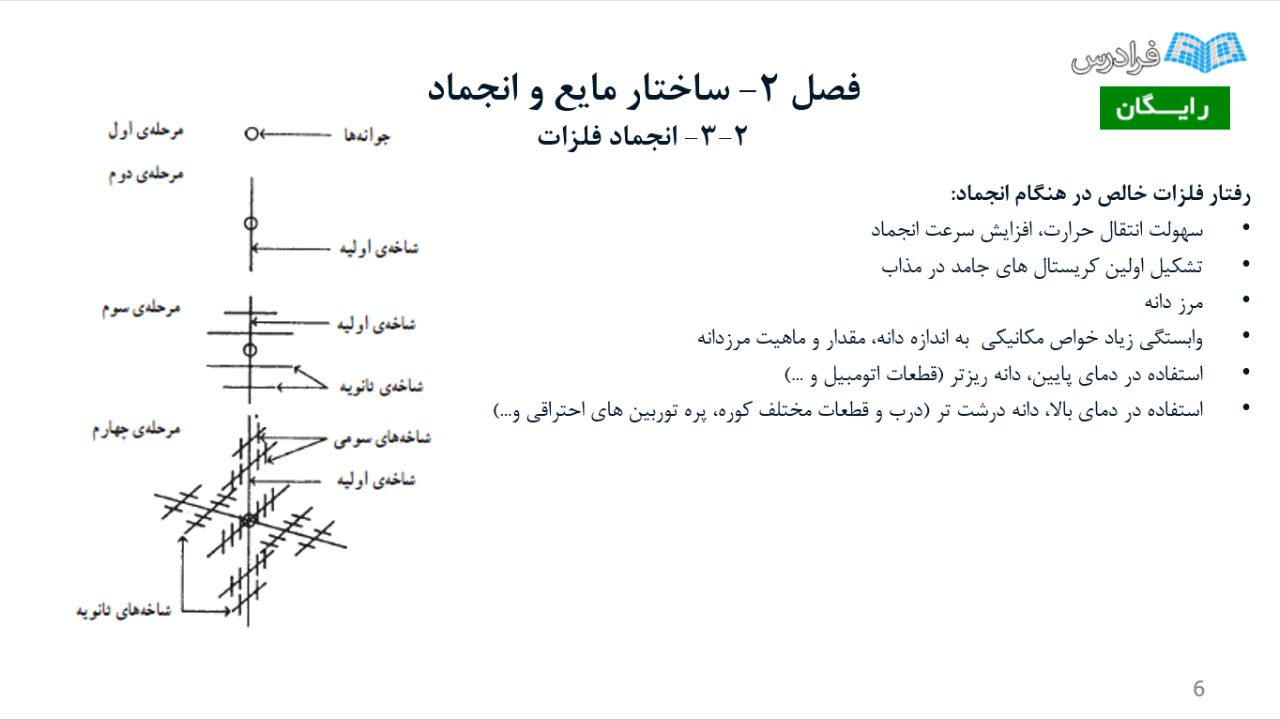 فرادرس
رایـــگان
فصل ۲- ساختار مایع و انجماد
۲-۳- انجماد فلزات
رفتار فلزات خالص در هنگام انجماد:
• سهولت انتقال حرارت، افزایش سرعت انجماد
• تشکیل اولین کریستال های جامد در مذاب
• مرز دانه
• وابستگی زیاد خواص مکانیکی به اندازه دانه، مقدار و ماهیت مرزدانه
• استفاده در دمای پایین، دانه ریزتر (قطعات اتومبیل و ...)
• استفاده در دمای بالا، دانه درشت تر (درب و قطعات مختلف کوره، پره توربین های احتراقی و...)
جوانه‌ها
مرحله‌ی اول
مرحله‌ی دوم
شاخه‌ی اولیه
مرحله‌ی سوم
شاخه‌ی اولیه
شاخه‌ی ثانویه
مرحله‌ی چهارم
شاخه‌های سومی
شاخه‌ی اولیه
شاخه‌های ثانویه
6